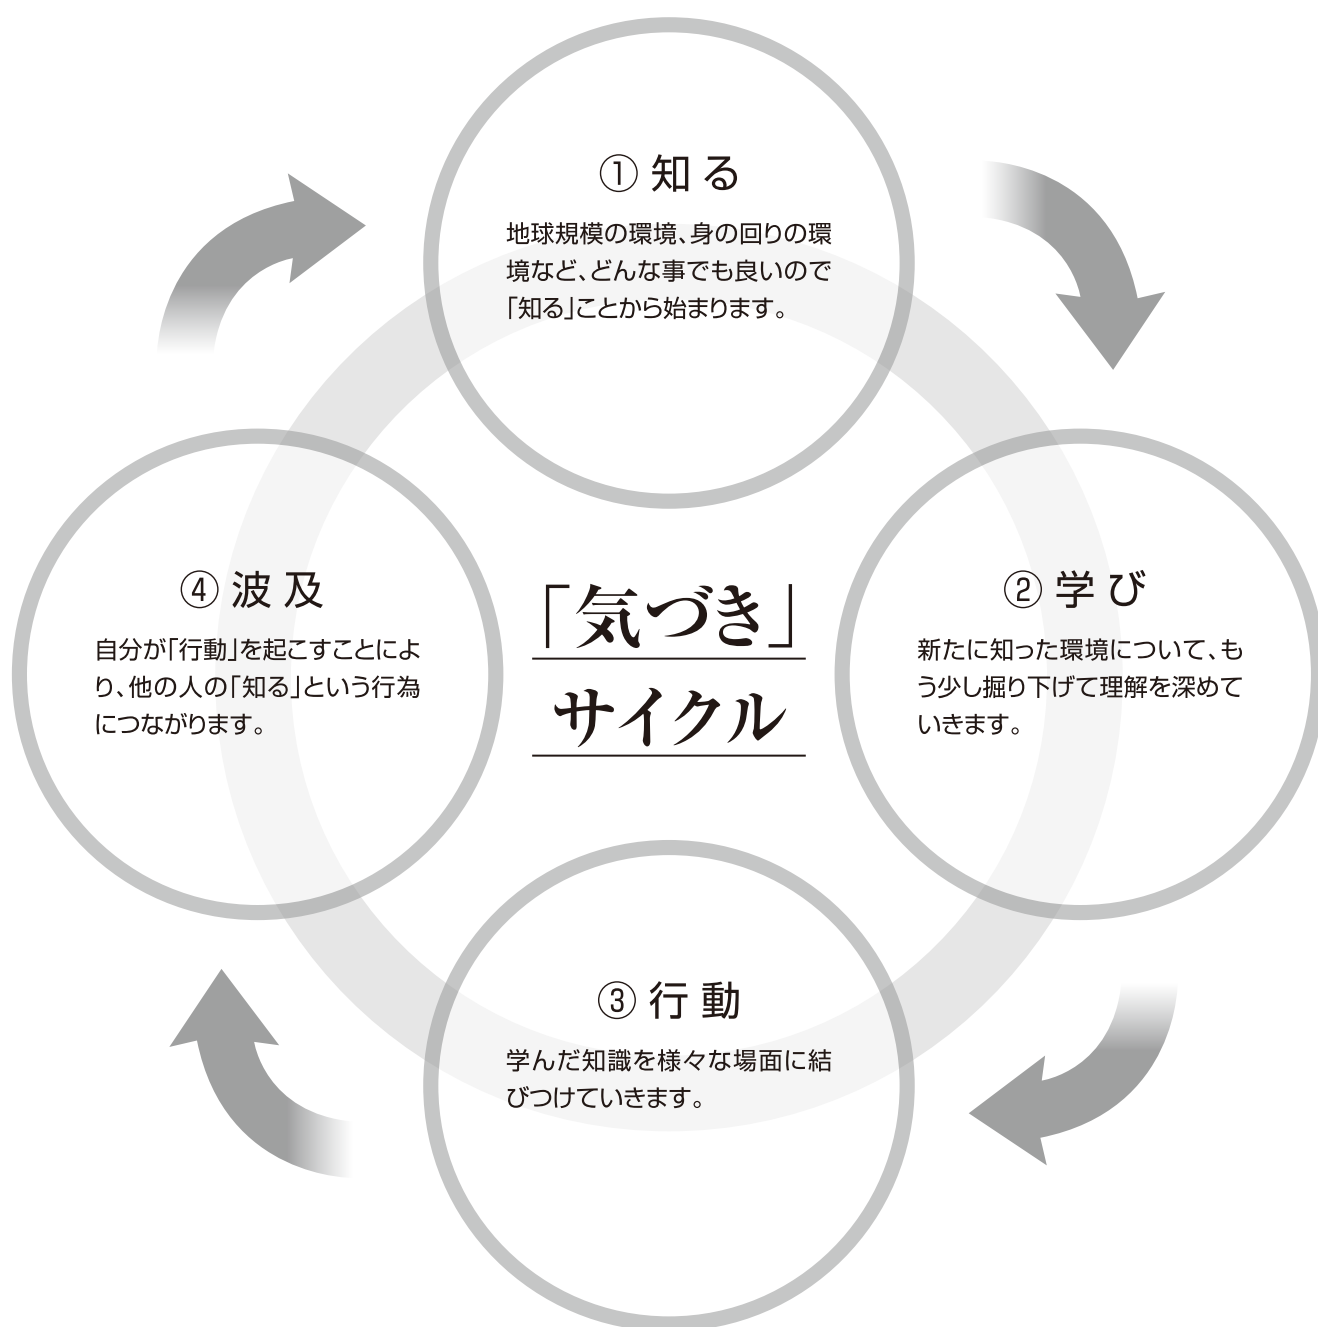 ① 知る
地球規模の環境、身の回りの環
境など、どんな事でも良いので
「知る」ことから始まります。
② 学び
新たに知った環境について、も
う少し掘り下げて理解を深めて
いきます。
「気づき」
サイクル
③ 行動
学んだ知識を様々な場面に結
びつけていきます。
④ 波及
自分が「行動」を起こすことによ
り、他の人の「知る」という行為
につながります。